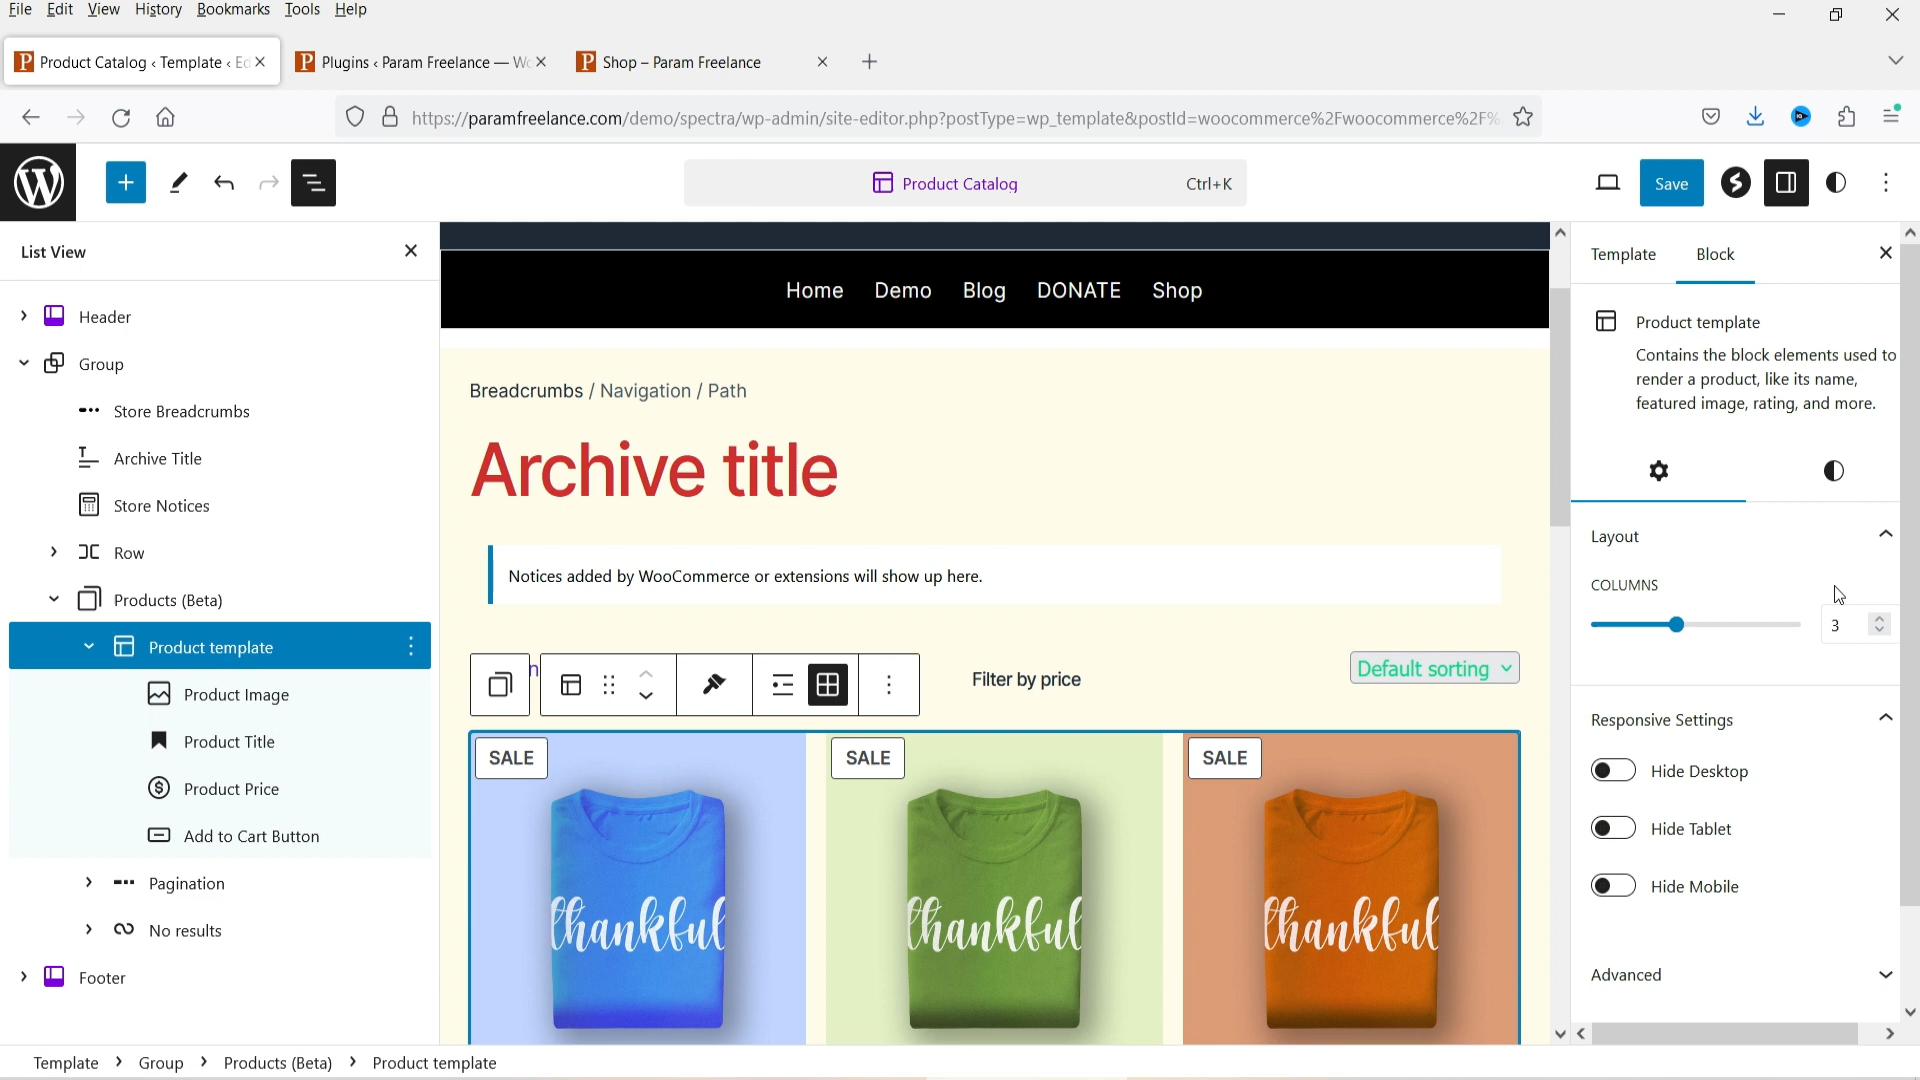 File Edit View History Bookmarks Tools Help
Product Catalog ‹ Template ‹ Ed
Plugins ‹ Param Freelance — Wo
Shop – Param Freelance
https://paramfreelance.com/demo/spectra/wp-admin/site-editor.php?postType=wp_template&postId=woocommerce%2Fwoocommerce%2F%
Product Catalog Ctrl+K
Save
List View
Header
Group
Store Breadcrumbs
Archive Title
Store Notices
Row
Products (Beta)
Product template
Product Image
Product Title
Product Price
Add to Cart Button
Pagination
No results
Footer
Home Demo Blog DONATE Shop
Breadcrumbs / Navigation / Path
Archive title
Notices added by WooCommerce or extensions will show up here.
Filter by price
Default sorting
SALE SALE SALE
thankful thankful thankful
Template Block
Product template
Contains the block elements used to
render a product, like its name,
featured image, rating, and more.
Layout
COLUMNS
3
Responsive Settings
Hide Desktop
Hide Tablet
Hide Mobile
Advanced
Template › Group › Products (Beta) › Product template